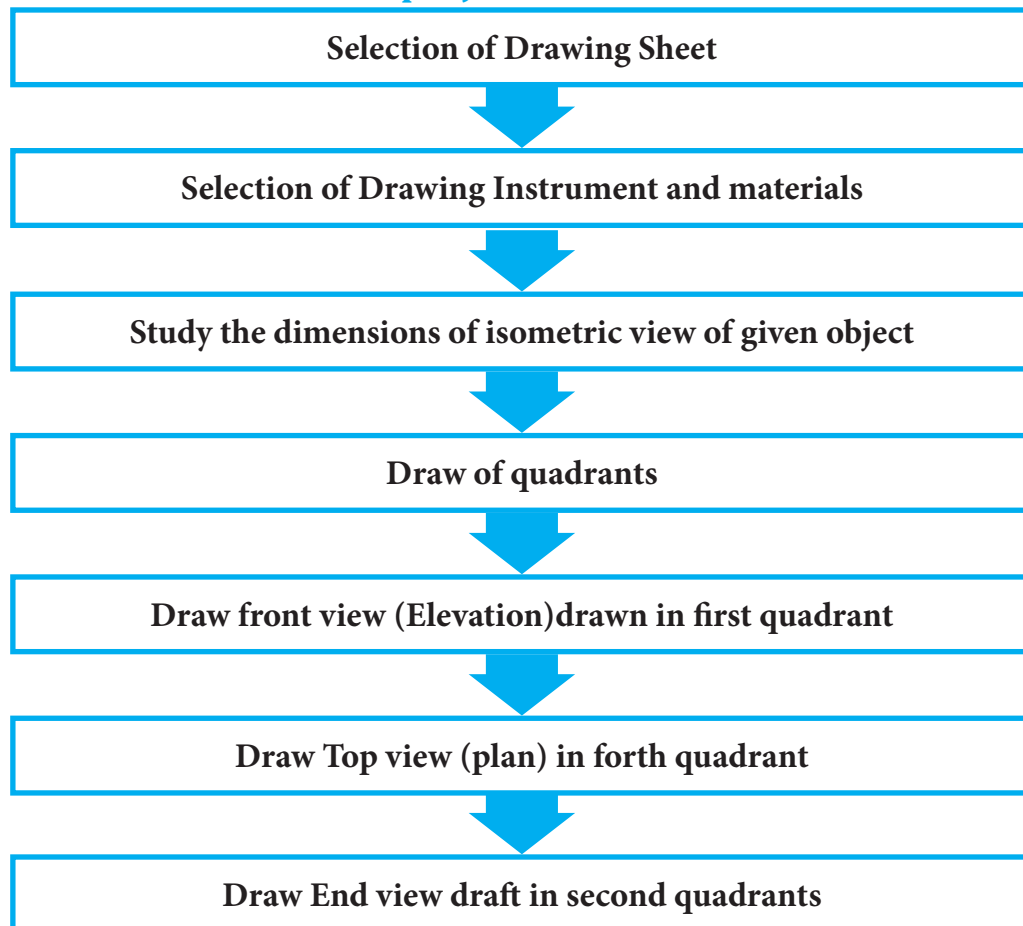 Selection of Drawing Sheet
Selection of Drawing Instrument and materials
Study the dimensions of isometric view of given object
Draw of quadrants
Draw front view (Elevation)drawn in first quadrant
Draw Top view (plan) in forth quadrant
Draw End view draft in second quadrants